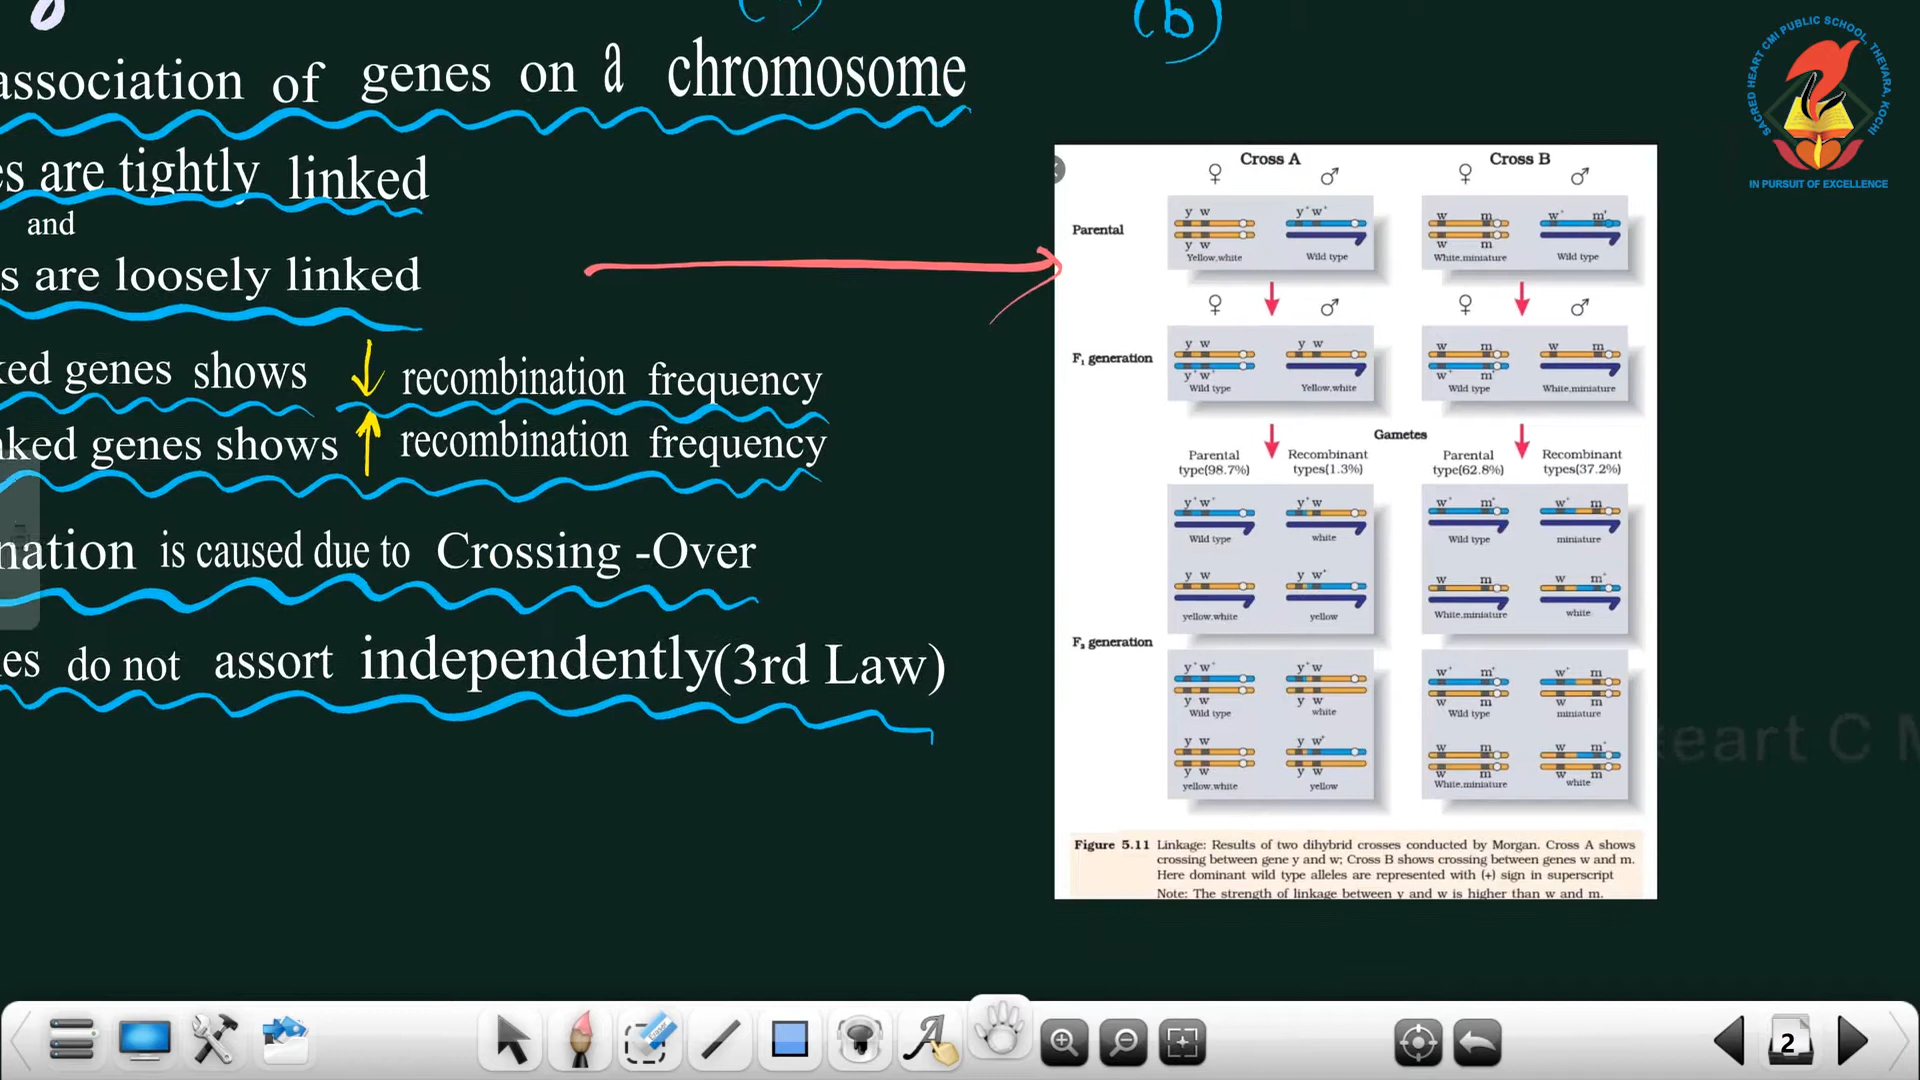 (b)
association of genes on a chromosome
es are tightly linked
and
s are loosely linked
ked genes shows ↓ recombination frequency
nked genes shows ↑ recombination frequency
nation is caused due to Crossing -Over
es do not assort independently(3rd Law)
SACRED HEART CMI PUBLIC SCHOOL, THEVARA, KOCHI
IN PURSUIT OF EXCELLENCE
Cross A Cross B
♀ ♂ ♀ ♂
Parental
y w y+ w+ w m w+ m+
y w w m
Yellow,white Wild type White,miniature Wild type
♀ ♂ ♀ ♂
F1 generation
y w y w w m w m
y+ w+ w+ m+
Wild type Yellow,white Wild type White,miniature
Gametes
Parental Recombinant Parental Recombinant
type(98.7%) types(1.3%) type(62.8%) types(37.2%)
y+ w+ y+ w w+ m+ w+ m
Wild type white Wild type miniature
y w y w+ w m w m+
yellow,white yellow White,miniature white
F2 generation
y+ w+ y+ w w+ m+ w+ m
y w y w w m w m
Wild type white Wild type miniature
y w y w+ w m w m+
y w y w w m w m
yellow,white yellow White,miniature white
Figure 5.11 Linkage: Results of two dihybrid crosses conducted by Morgan. Cross A shows
crossing between gene y and w; Cross B shows crossing between genes w and m.
Here dominant wild type alleles are represented with (+) sign in superscript
Note: The strength of linkage between y and w is higher than w and m.
eart C M
Eraser
A
2